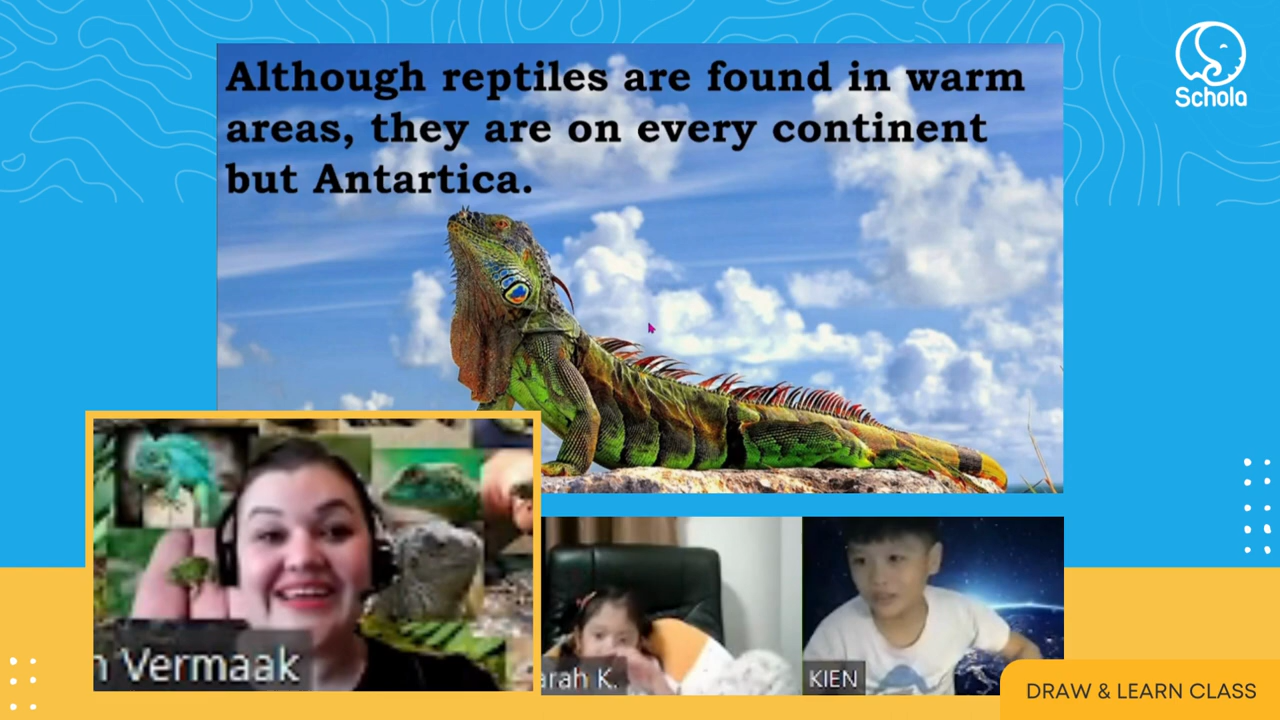 Although reptiles are found in warm
areas, they are on every continent
but Antartica.
Schola
Vermaak
arah K.
KIEN
DRAW & LEARN CLASS